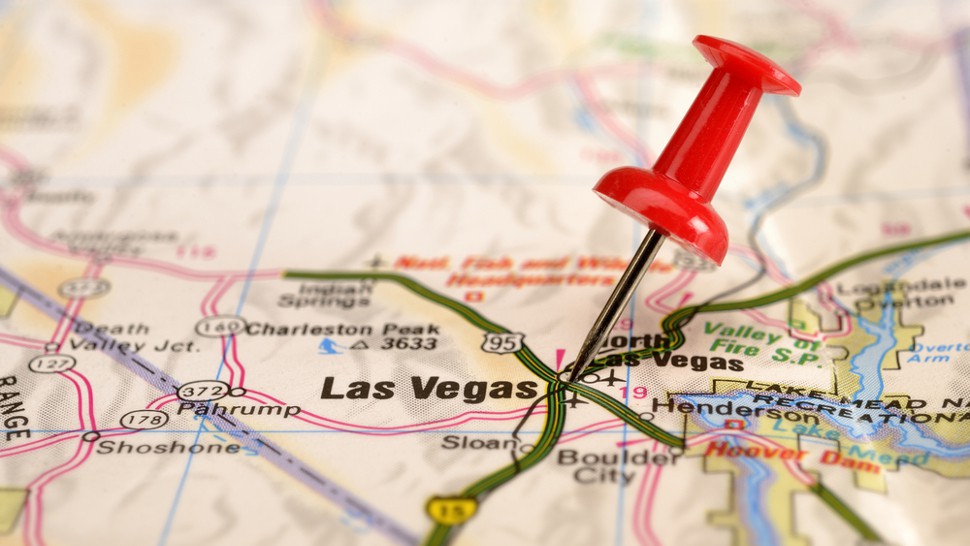 116
Natl. Fish and Wildlife
Headquarters
Indian
Springs
Logandale
Overton
160
Charleston Peak
3633
95
Death
Valley Jct.
127
North
Las Vegas
Valley of
Fire S.P.
Overto
Arm
Las Vegas
19
LAKE MEAD NA
RECREATIONA
372
Pahrump
178
Henderson
Lake
Mead
RANGE
Shoshone
Sloan
Boulder
City
Hoover Dam
15